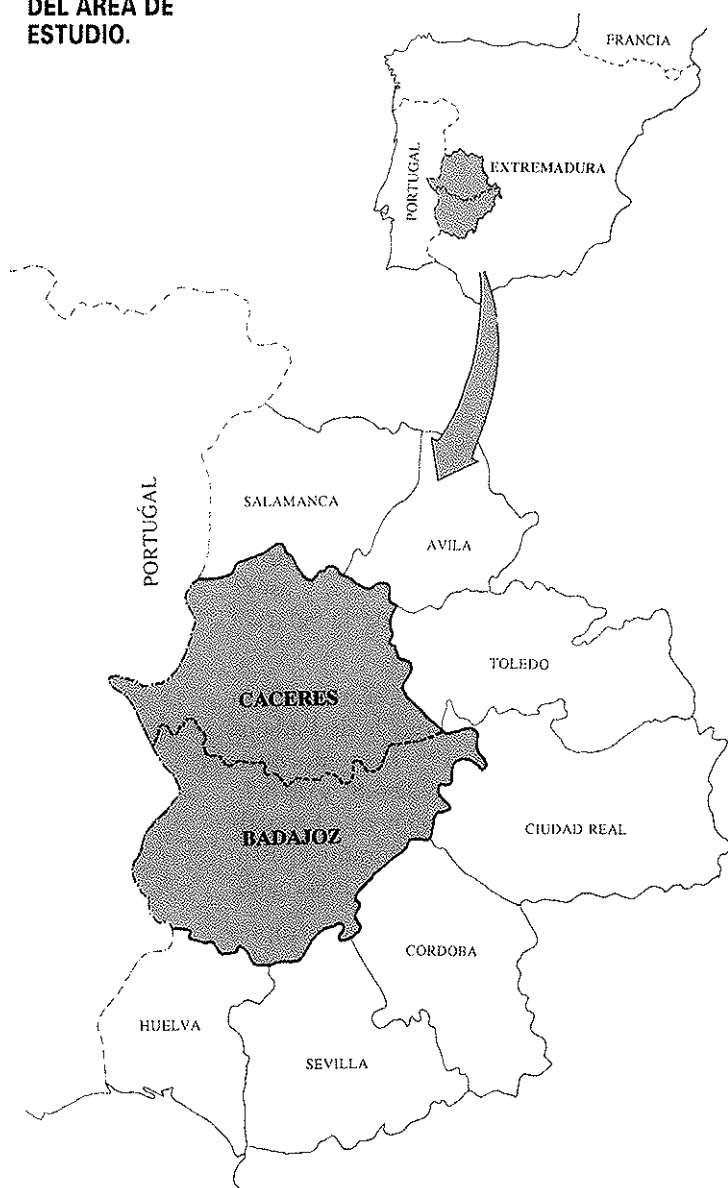 DEL AREA DE
ESTUDIO.
FRANCIA
PORTUGAL
EXTREMADURA
PORTUGAL
SALAMANCA
AVILA
TOLEDO
CACERES
BADAJOZ
CIUDAD REAL
CORDOBA
HUELVA
SEVILLA